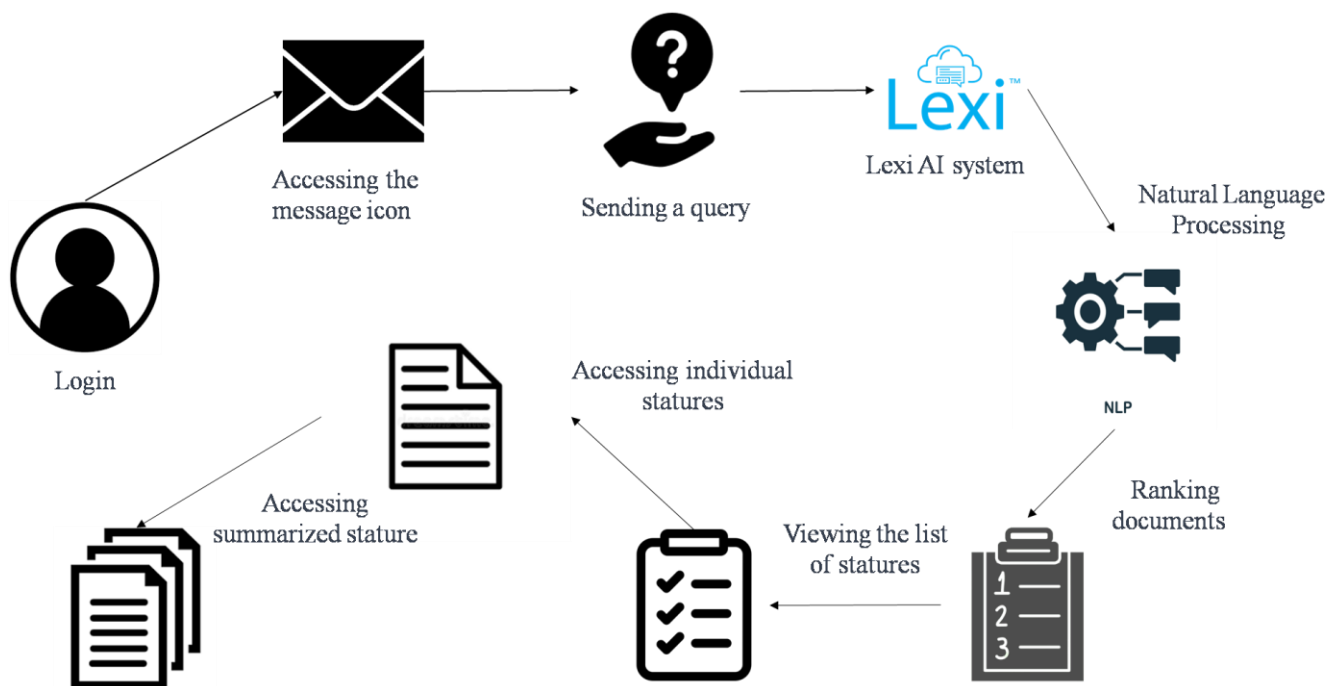 Lexi™
Lexi AI system
Accessing the
message icon
Sending a query
Natural Language
Processing
Login
NLP
Accessing individual
statures
Ranking
documents
1
2
3
Viewing the list
of statures
Accessing
summarized stature